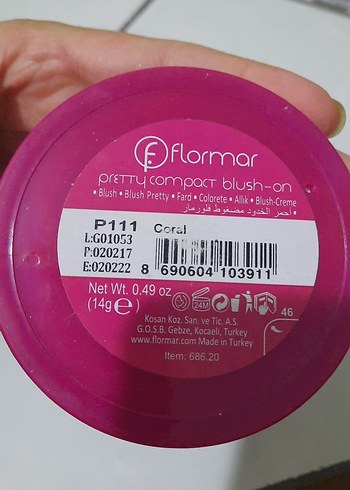 flormar
pretty compact blush-on
• Blush • Blush Pretty • Fard • Colorete • Allık • Blush-Creme
• أحمر الخدود مضغوط فلورمار
P111 Coral
L:G01053
P:020217
E:020222
8 690604 103911
Net Wt. 0.49 oz
(14g℮)
24M
46
Kosan Koz. San. ve Tic. A.S.
G.O.S.B. Gebze, Kocaeli, Turkey
www.flormar.com Made in Turkey
Item: 686.20